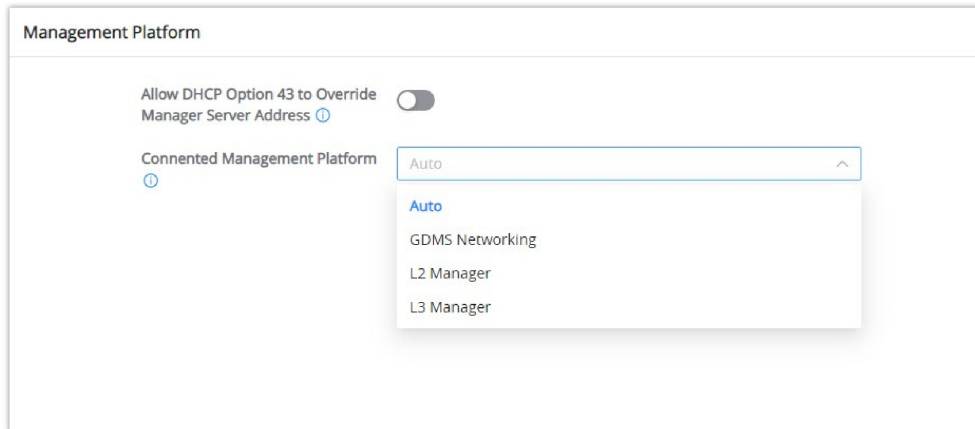 Management Platform
Allow DHCP Option 43 to Override
Manager Server Address
Connented Management Platform
Auto
Auto
GDMS Networking
L2 Manager
L3 Manager